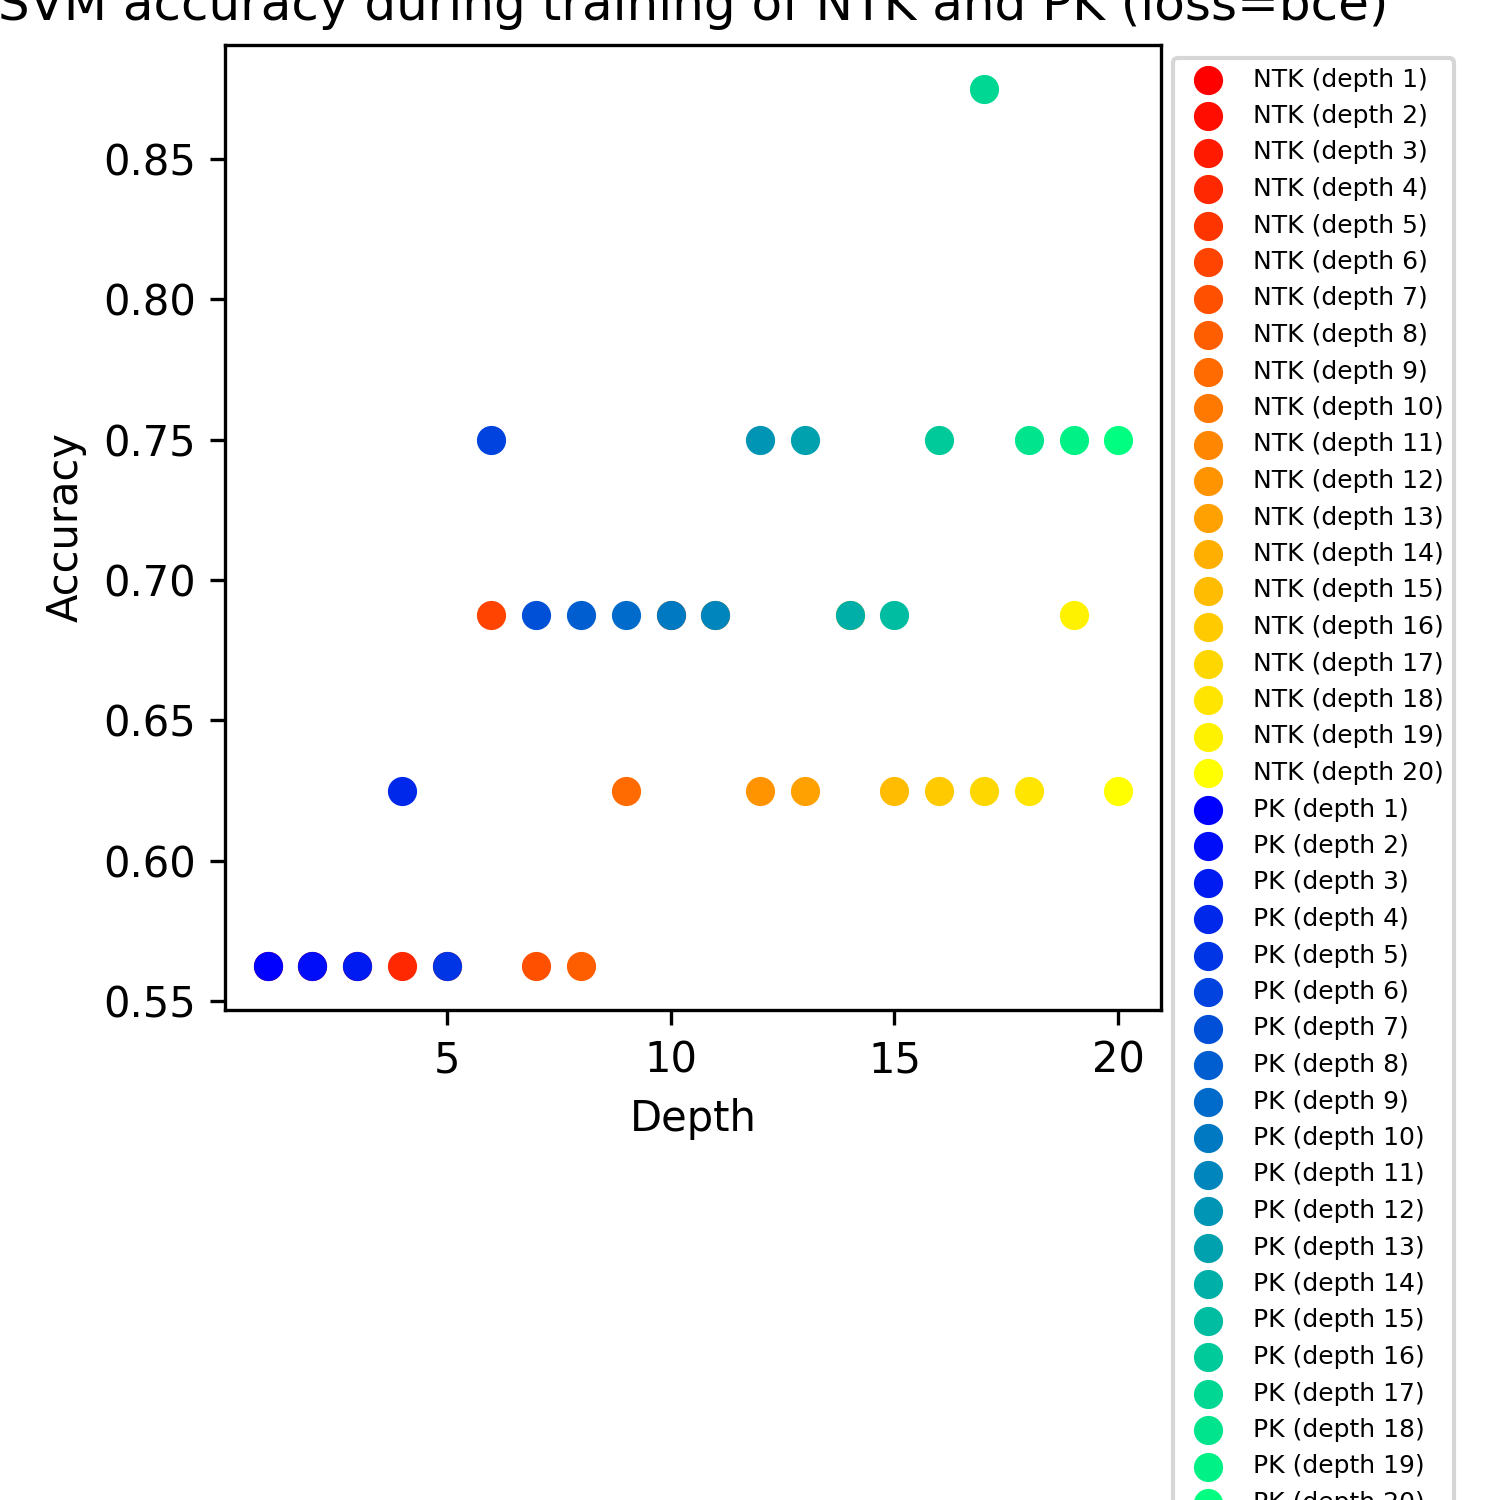 SVM accuracy during training of NTK and PK (loss=bce)
0.85
0.80
0.75
0.70
0.65
0.60
0.55
Accuracy
5 10 15 20
Depth
NTK (depth 1)
NTK (depth 2)
NTK (depth 3)
NTK (depth 4)
NTK (depth 5)
NTK (depth 6)
NTK (depth 7)
NTK (depth 8)
NTK (depth 9)
NTK (depth 10)
NTK (depth 11)
NTK (depth 12)
NTK (depth 13)
NTK (depth 14)
NTK (depth 15)
NTK (depth 16)
NTK (depth 17)
NTK (depth 18)
NTK (depth 19)
NTK (depth 20)
PK (depth 1)
PK (depth 2)
PK (depth 3)
PK (depth 4)
PK (depth 5)
PK (depth 6)
PK (depth 7)
PK (depth 8)
PK (depth 9)
PK (depth 10)
PK (depth 11)
PK (depth 12)
PK (depth 13)
PK (depth 14)
PK (depth 15)
PK (depth 16)
PK (depth 17)
PK (depth 18)
PK (depth 19)
PK (depth 20)